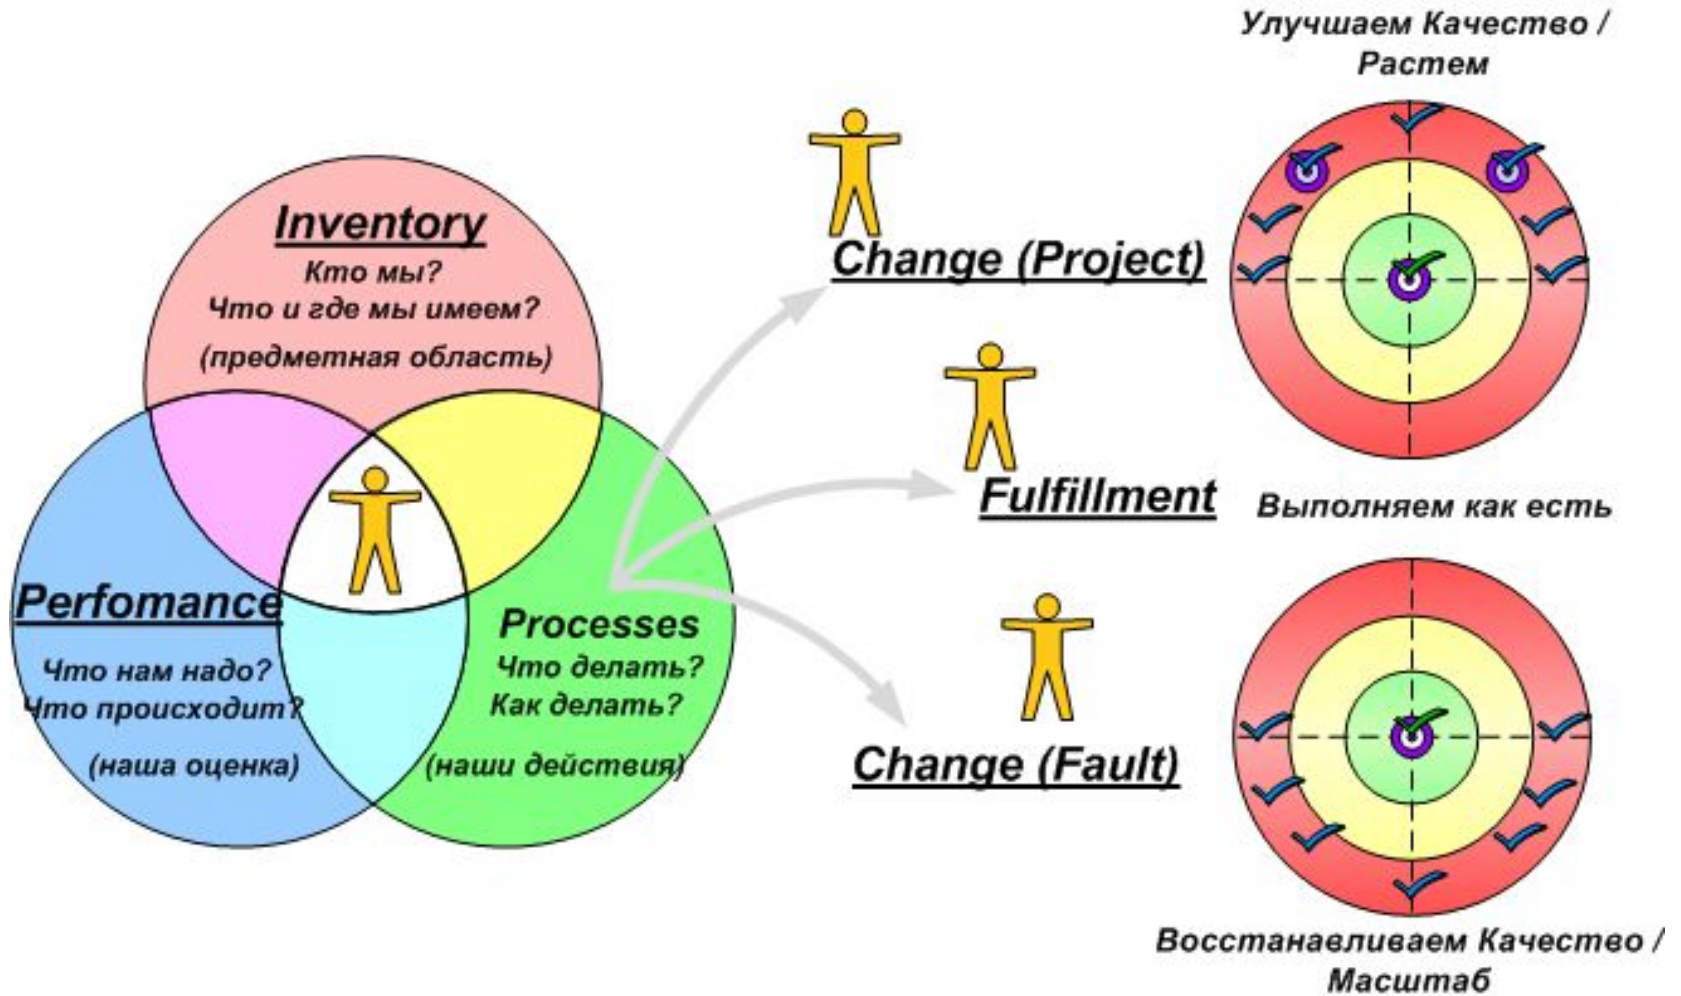 Улучшаем Качество /
Растем
Inventory
Кто мы?
Что и где мы имеем?
(предметная область)
Change (Project)
Fulfillment
Выполняем как есть
Perfomance
Что нам надо?
Что происходит?
(наша оценка)
Processes
Что делать?
Как делать?
(наши действия)
Change (Fault)
Восстанавливаем Качество /
Масштаб